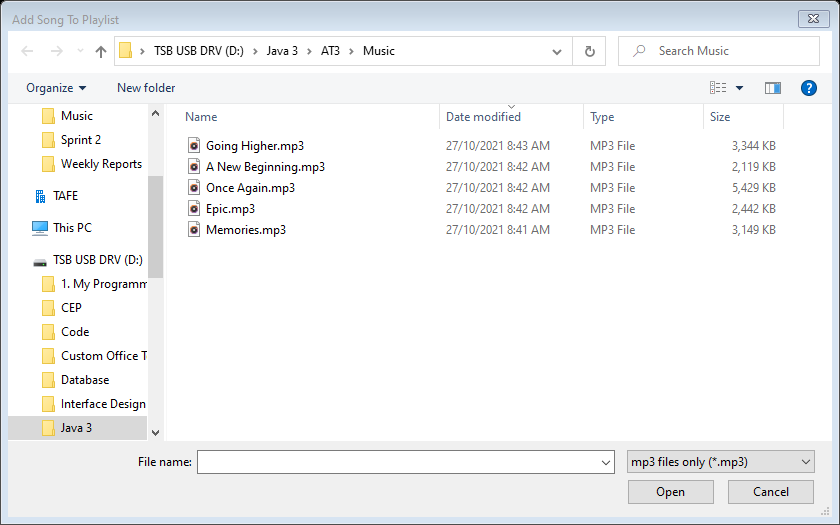 Add Song To Playlist
TSB USB DRV (D:) > Java 3 > AT3 > Music
Search Music
Organize New folder
Music
Sprint 2
Weekly Reports
TAFE
This PC
TSB USB DRV (D:)
1. My Programm
CEP
Code
Custom Office T
Database
Interface Design
Java 3
Name Date modified Type Size
Going Higher.mp3 27/10/2021 8:43 AM MP3 File 3,344 KB
A New Beginning.mp3 27/10/2021 8:42 AM MP3 File 2,119 KB
Once Again.mp3 27/10/2021 8:42 AM MP3 File 5,429 KB
Epic.mp3 27/10/2021 8:42 AM MP3 File 2,442 KB
Memories.mp3 27/10/2021 8:41 AM MP3 File 3,149 KB
File name: mp3 files only (*.mp3)
Open Cancel